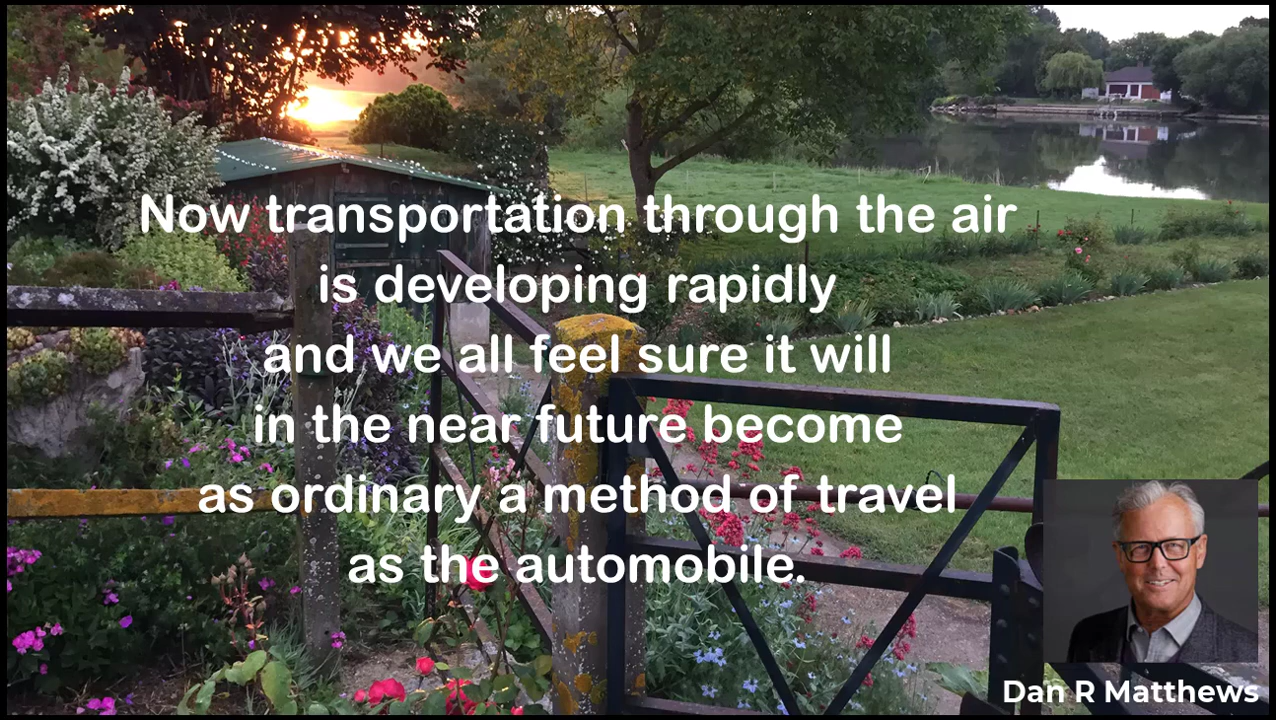 Now transportation through the air
is developing rapidly
and we all feel sure it will
in the near future become
as ordinary a method of travel
as the automobile.
Dan R Matthews